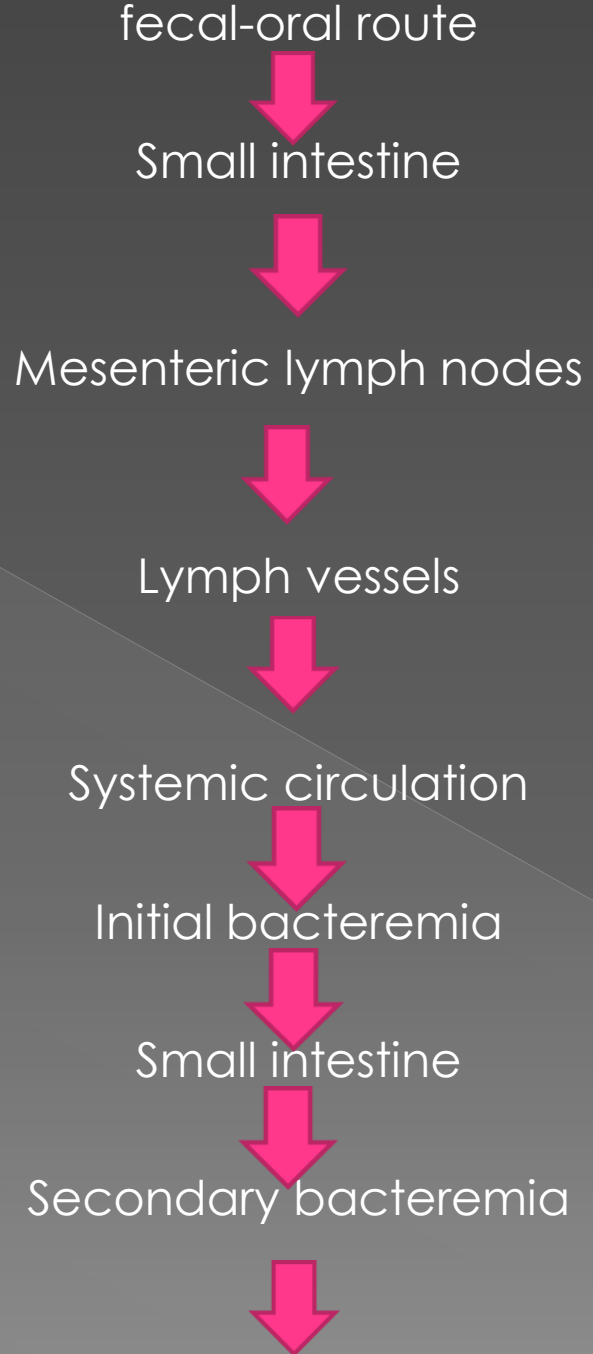 fecal-oral route
Small intestine
Mesenteric lymph nodes
Lymph vessels
Systemic circulation
Initial bacteremia
Small intestine
Secondary bacteremia